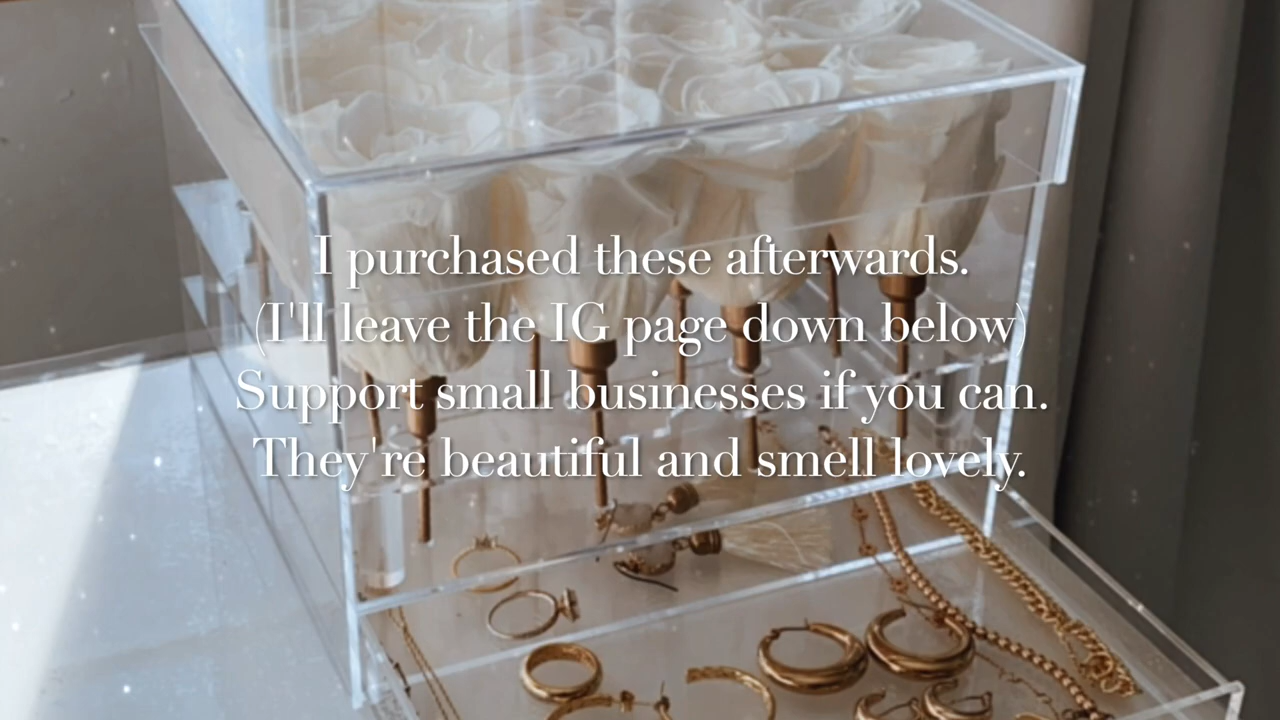 I purchased these afterwards.
(I'll leave the IG page down below)
Support small businesses if you can.
They're beautiful and smell lovely.